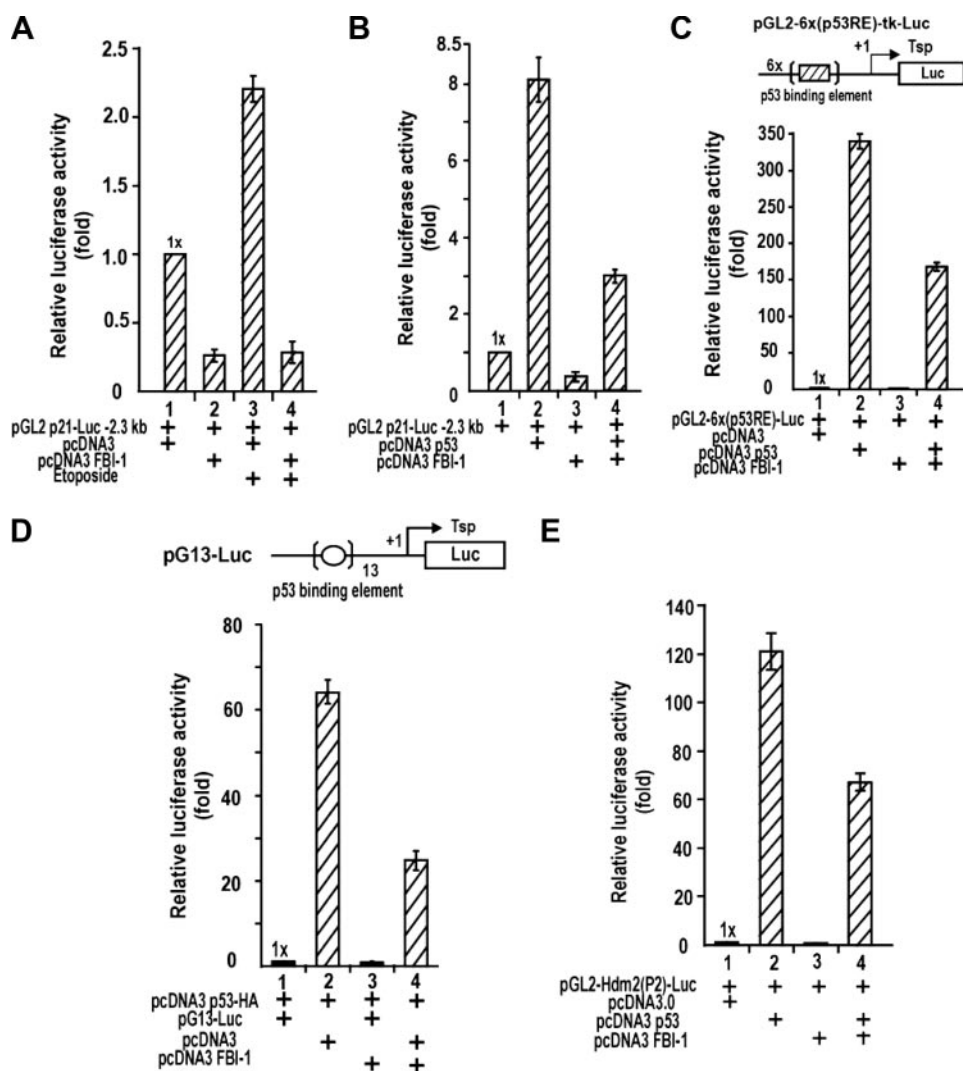 A
Relative luciferase activity
(fold)
2.5
2.0
1.0
0.5
0
1x
1 2 3 4
pGL2 p21-Luc -2.3 kb + + + +
pcDNA3 + +
pcDNA3 FBI-1 + +
Etoposide + +
B
Relative luciferase activity
(fold)
8.5
8
6
4
2
0
1x
1 2 3 4
pGL2 p21-Luc -2.3 kb + + + +
pcDNA3 p53 + +
pcDNA3 FBI-1 + +
C
pGL2-6x(p53RE)-tk-Luc
+1 Tsp
6x
Luc
p53 binding element
Relative luciferase activity
(fold)
350
300
250
200
150
100
50
0
1x
1 2 3 4
pGL2-6x(p53RE)-Luc + + + +
pcDNA3 +
pcDNA3 p53 + +
pcDNA3 FBI-1 + +
D
Tsp
+1
pG13-Luc
Luc
13
p53 binding element
Relative luciferase activity
(fold)
80
60
40
20
0
1x
1 2 3 4
pcDNA3 p53-HA + + + +
pG13-Luc + +
pcDNA3 + +
pcDNA3 FBI-1 + +
E
Relative luciferase activity
(fold)
140
120
100
80
60
40
20
0
1x
1 2 3 4
pGL2-Hdm2(P2)-Luc + + + +
pcDNA3.0 +
pcDNA3 p53 + +
pcDNA3 FBI-1 + +